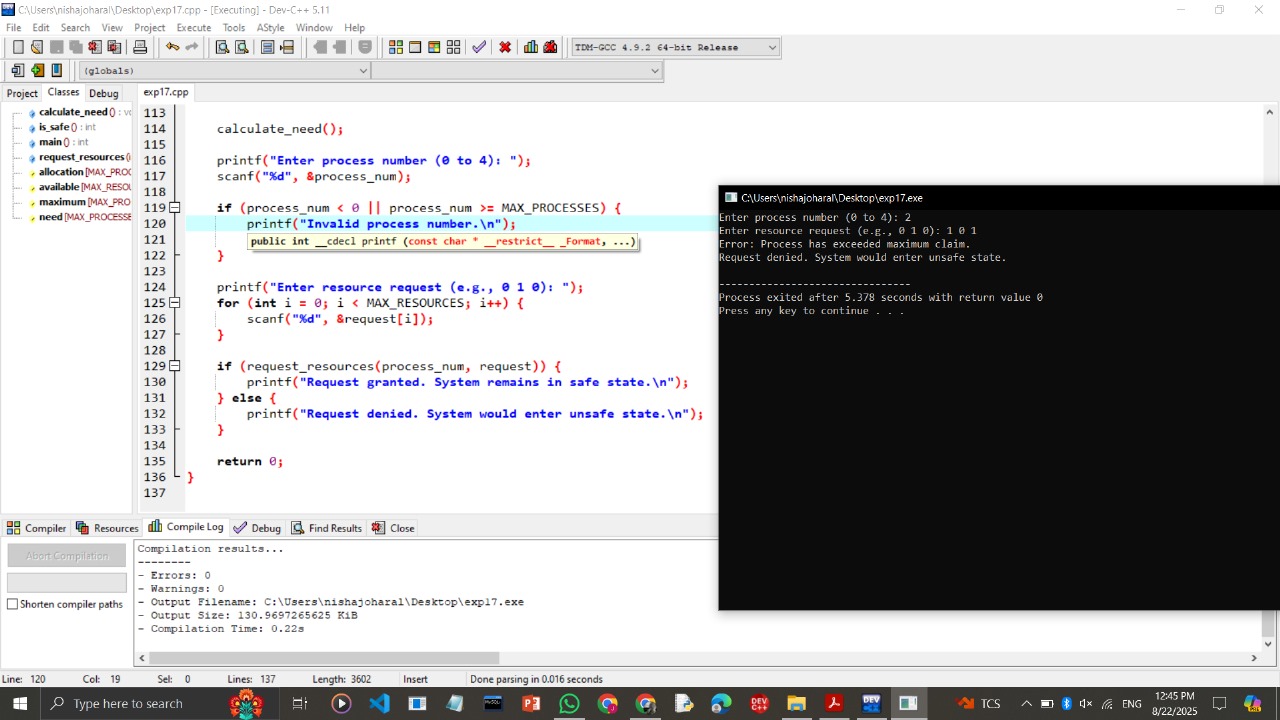 C:\Users\nishajoharal\Desktop\exp17.cpp - [Executing] - Dev-C++ 5.11
File Edit Search View Project Execute Tools AStyle Window Help
TDM-GCC 4.9.2 64-bit Release
(globals)
Project Classes Debug
exp17.cpp
calculate_need () : vo
is_safe () : int
main () : int
request_resources (i
allocation [MAX_PROC
available [MAX_RESOU
maximum [MAX_PRO
need [MAX_PROCESSE
113
114 calculate_need();
115
116 printf("Enter process number (0 to 4): ");
117 scanf("%d", &process_num);
118
119 if (process_num < 0 || process_num >= MAX_PROCESSES) {
120 printf("Invalid process number.\n");
121 public int __cdecl printf (const char * __restrict__ _Format, ...)
122 }
123
124 printf("Enter resource request (e.g., 0 1 0): ");
125 for (int i = 0; i < MAX_RESOURCES; i++) {
126 scanf("%d", &request[i]);
127 }
128
129 if (request_resources(process_num, request)) {
130 printf("Request granted. System remains in safe state.\n");
131 } else {
132 printf("Request denied. System would enter unsafe state.\n");
133 }
134
135 return 0;
136 }
137
C:\Users\nishajoharal\Desktop\exp17.exe
Enter process number (0 to 4): 2
Enter resource request (e.g., 0 1 0): 1 0 1
Error: Process has exceeded maximum claim.
Request denied. System would enter unsafe state.
--------------------------------
Process exited after 5.378 seconds with return value 0
Press any key to continue . . .
Compiler Resources Compile Log Debug Find Results Close
Abort Compilation
Shorten compiler paths
Compilation results...
--------
- Errors: 0
- Warnings: 0
- Output Filename: C:\Users\nishajoharal\Desktop\exp17.exe
- Output Size: 130.9697265625 KiB
- Compilation Time: 0.22s
Line: 120 Col: 19 Sel: 0 Lines: 137 Length: 3602 Insert Done parsing in 0.016 seconds
Type here to search
TCS
ENG
12:45 PM
8/22/2025